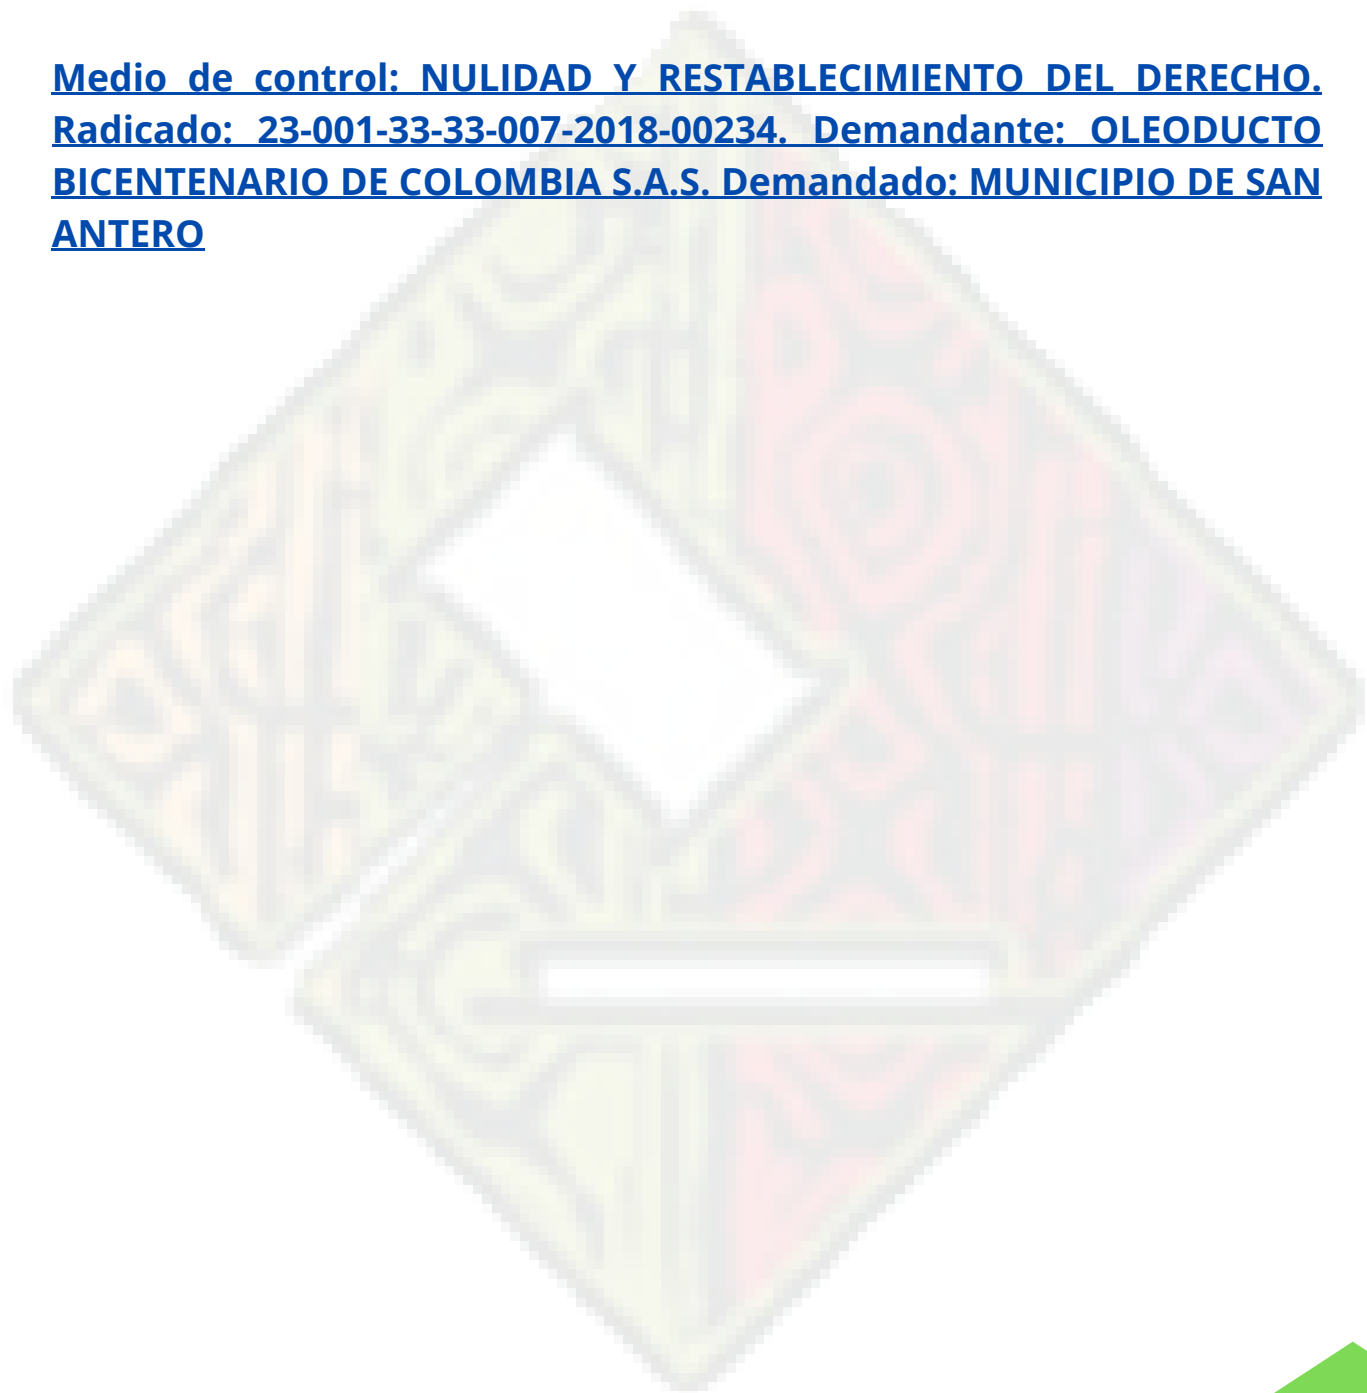 Medio de control: NULIDAD Y RESTABLECIMIENTO DEL DERECHO.
Radicado: 23-001-33-33-007-2018-00234. Demandante: OLEODUCTO
BICENTENARIO DE COLOMBIA S.A.S. Demandado: MUNICIPIO DE SAN
ANTERO